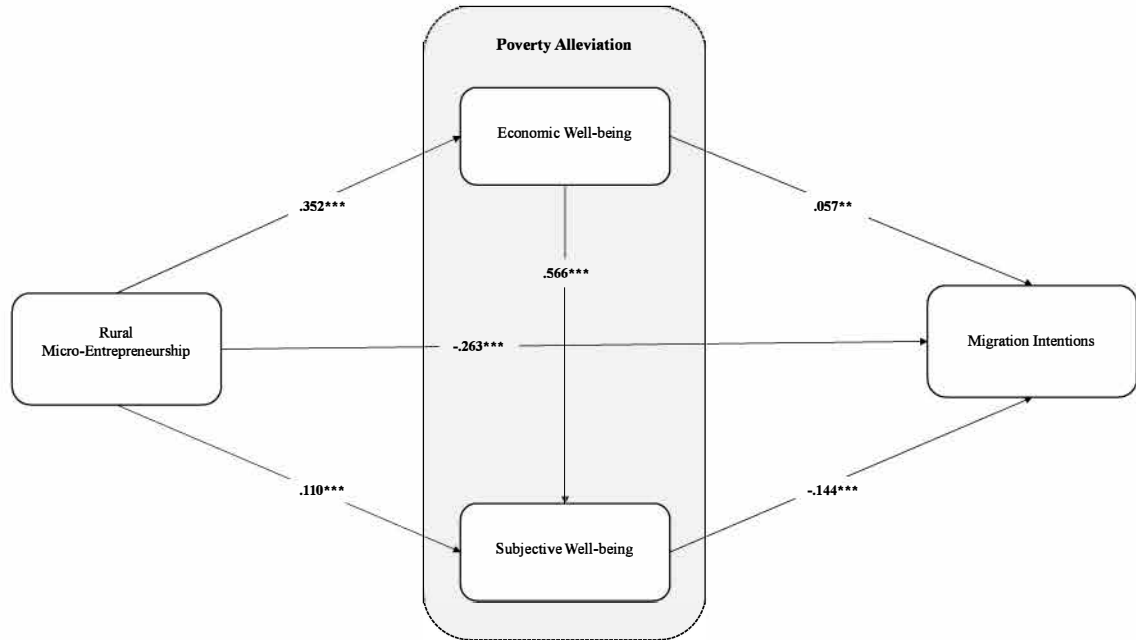 Poverty Alleviation
Economic Well-being
.352***
.057**
.566***
Rural
Micro-Entrepreneurship
-.263***
Migration Intentions
.110***
-.144***
Subjective Well-being